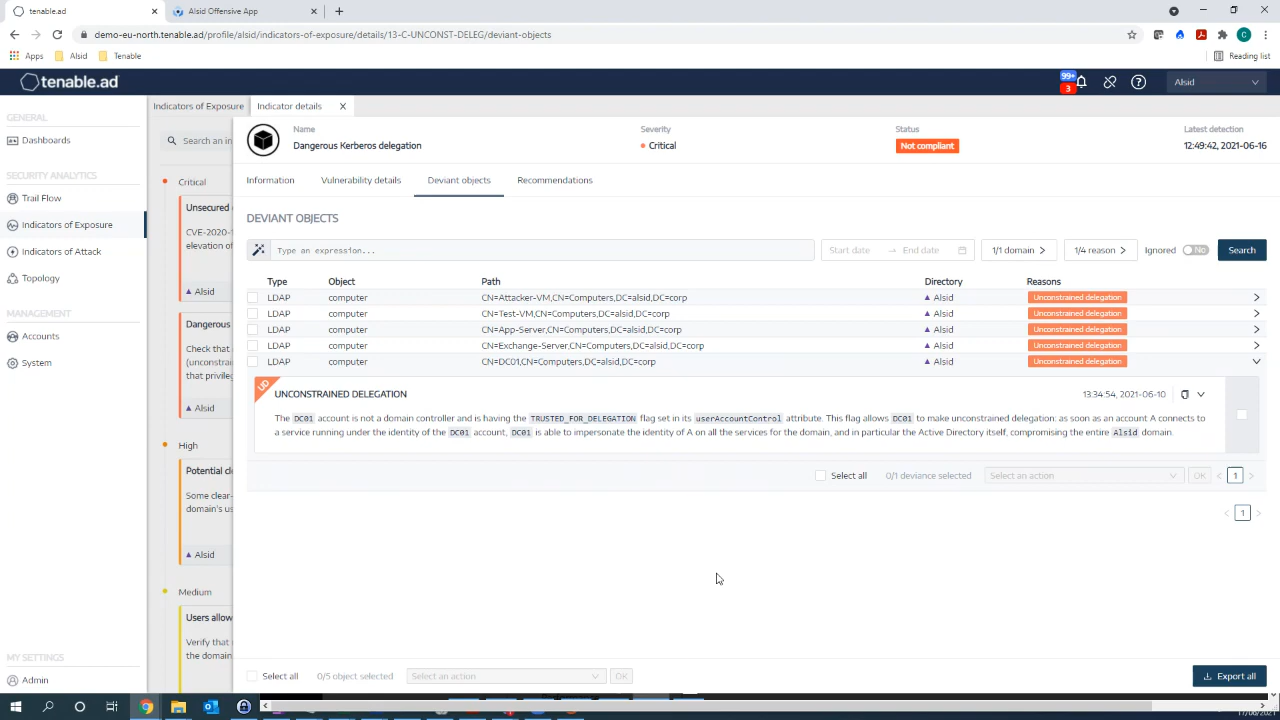 tenable.ad
Alsid Offensive App
demo-eu-north.tenable.ad/profile/alsid/indicators-of-exposure/details/13-C-UNCONST-DELEG/deviant-objects
C
Apps
Alsid
Tenable
Reading list
tenable.ad
99+
3
Alsid
GENERAL
Dashboards
SECURITY ANALYTICS
Trail Flow
Indicators of Exposure
Indicators of Attack
Topology
MANAGEMENT
Accounts
System
MY SETTINGS
Admin
Indicators of Exposure
Indicator details
Search an in
Critical
Unsecured
CVE-2020-1
elevation of
Alsid
Dangerous
Check that
(unconstrain
that privileg
Alsid
High
Potential cle
Some clear-
domain's us
Alsid
Medium
Users allow
Verify that
the domain
Name
Dangerous Kerberos delegation
Severity
Critical
Status
Not compliant
Latest detection
12:49:42, 2021-06-16
Information
Vulnerability details
Deviant objects
Recommendations
DEVIANT OBJECTS
Type an expression...
Start date
End date
1/1 domain
1/4 reason
Ignored
No
Search
Type Object Path Directory Reasons
LDAP computer CN=Attacker-VM,CN=Computers,DC=alsid,DC=corp Alsid Unconstrained delegation
LDAP computer CN=Test-VM,CN=Computers,DC=alsid,DC=corp Alsid Unconstrained delegation
LDAP computer CN=App-Server,CN=Computers,DC=alsid,DC=corp Alsid Unconstrained delegation
LDAP computer CN=Exchange-Server,CN=Computers,DC=alsid,DC=corp Alsid Unconstrained delegation
LDAP computer CN=DC01,CN=Computers,DC=alsid,DC=corp Alsid Unconstrained delegation
UD
UNCONSTRAINED DELEGATION
13:34:54, 2021-06-10
The DC01 account is not a domain controller and is having the TRUSTED_FOR_DELEGATION flag set in its userAccountControl attribute. This flag allows DC01 to make unconstrained delegation: as soon as an account A connects to
a service running under the identity of the DC01 account, DC01 is able to impersonate the identity of A on all the services for the domain, and in particular the Active Directory itself, compromising the entire Alsid domain.
Select all
0/1 deviance selected
Select an action
OK
1
1
Select all
0/5 object selected
Select an action
OK
Export all
17/06/2021